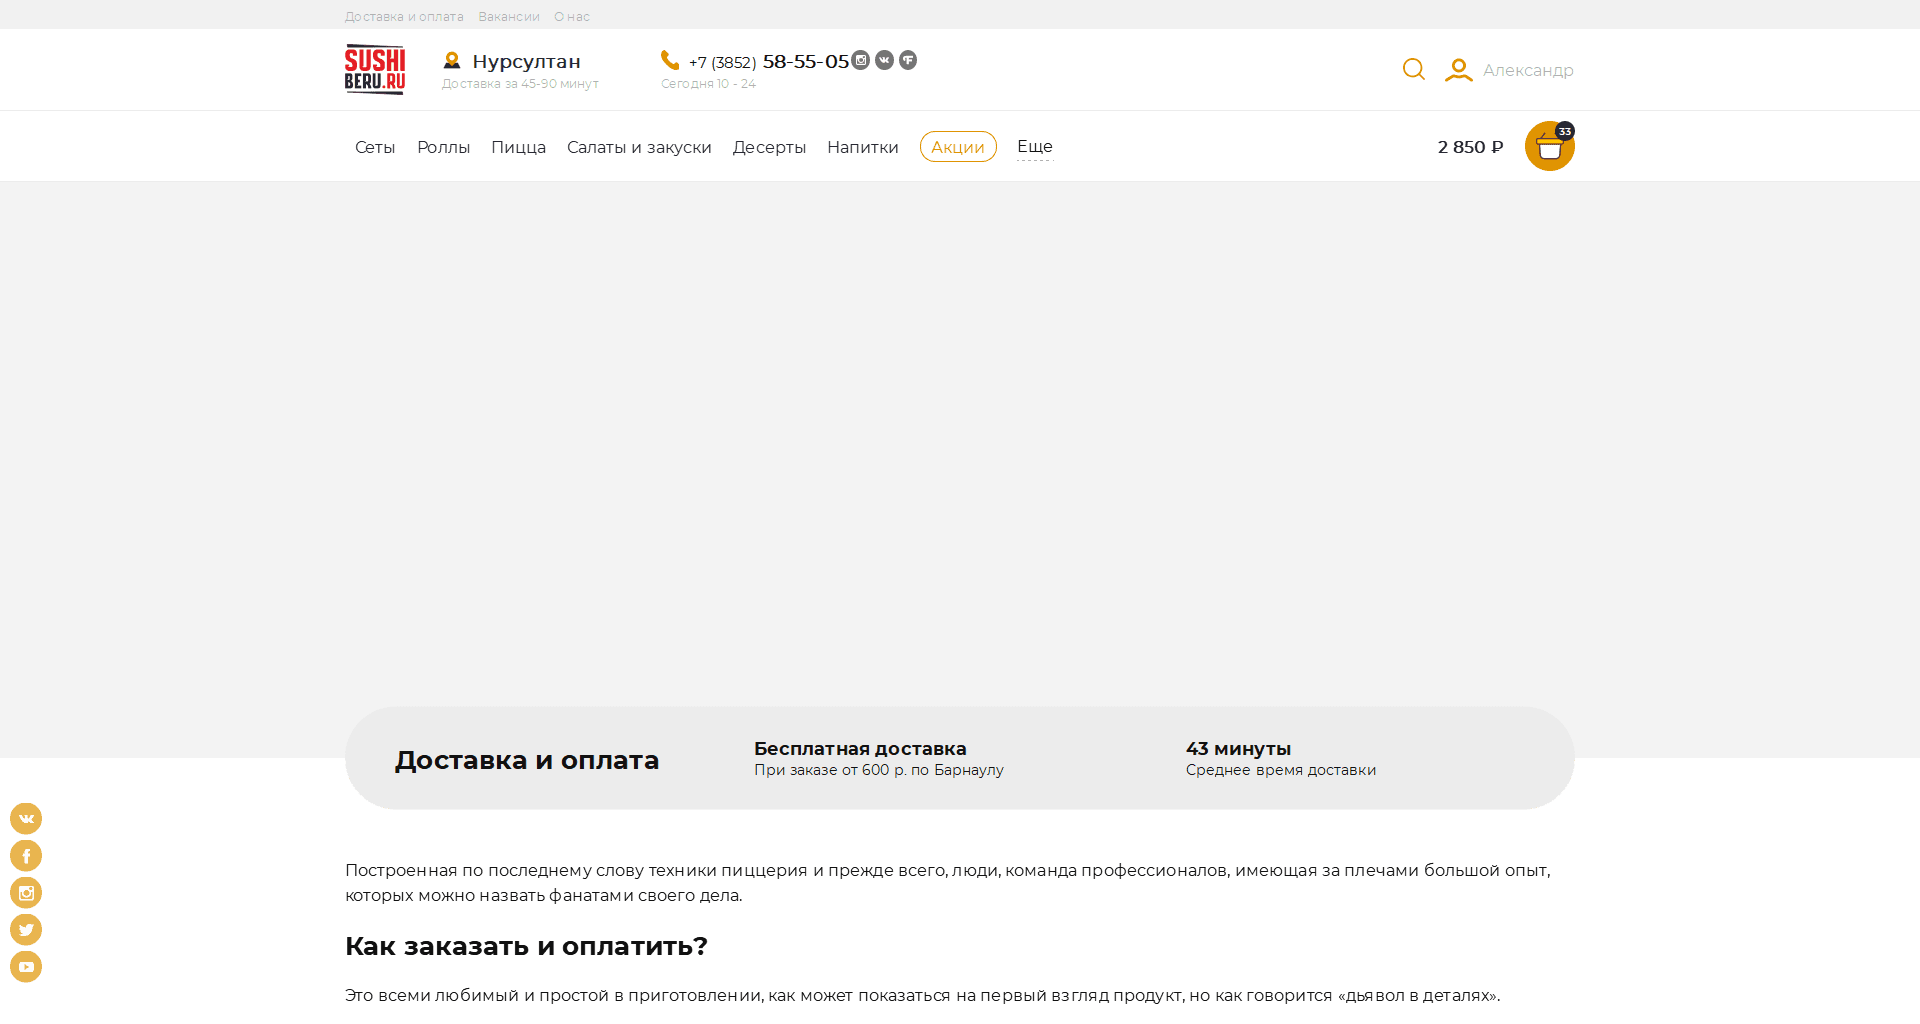 Доставка и оплата Вакансии О нас
SUSHI
BERU.RU
Нурсултан
Доставка за 45-90 минут
+7 (3852) 58-55-05
Сегодня 10 - 24
Александр
Сеты Роллы Пицца Салаты и закуски Десерты Напитки Акции Еще
2 850 ₽
33
Доставка и оплата
Бесплатная доставка
При заказе от 600 р. по Барнаулу
43 минуты
Среднее время доставки
Построенная по последнему слову техники пиццерия и прежде всего, люди, команда профессионалов, имеющая за плечами большой опыт,
которых можно назвать фанатами своего дела.
Как заказать и оплатить?
Это всеми любимый и простой в приготовлении, как может показаться на первый взгляд продукт, но как говорится «дьявол в деталях».